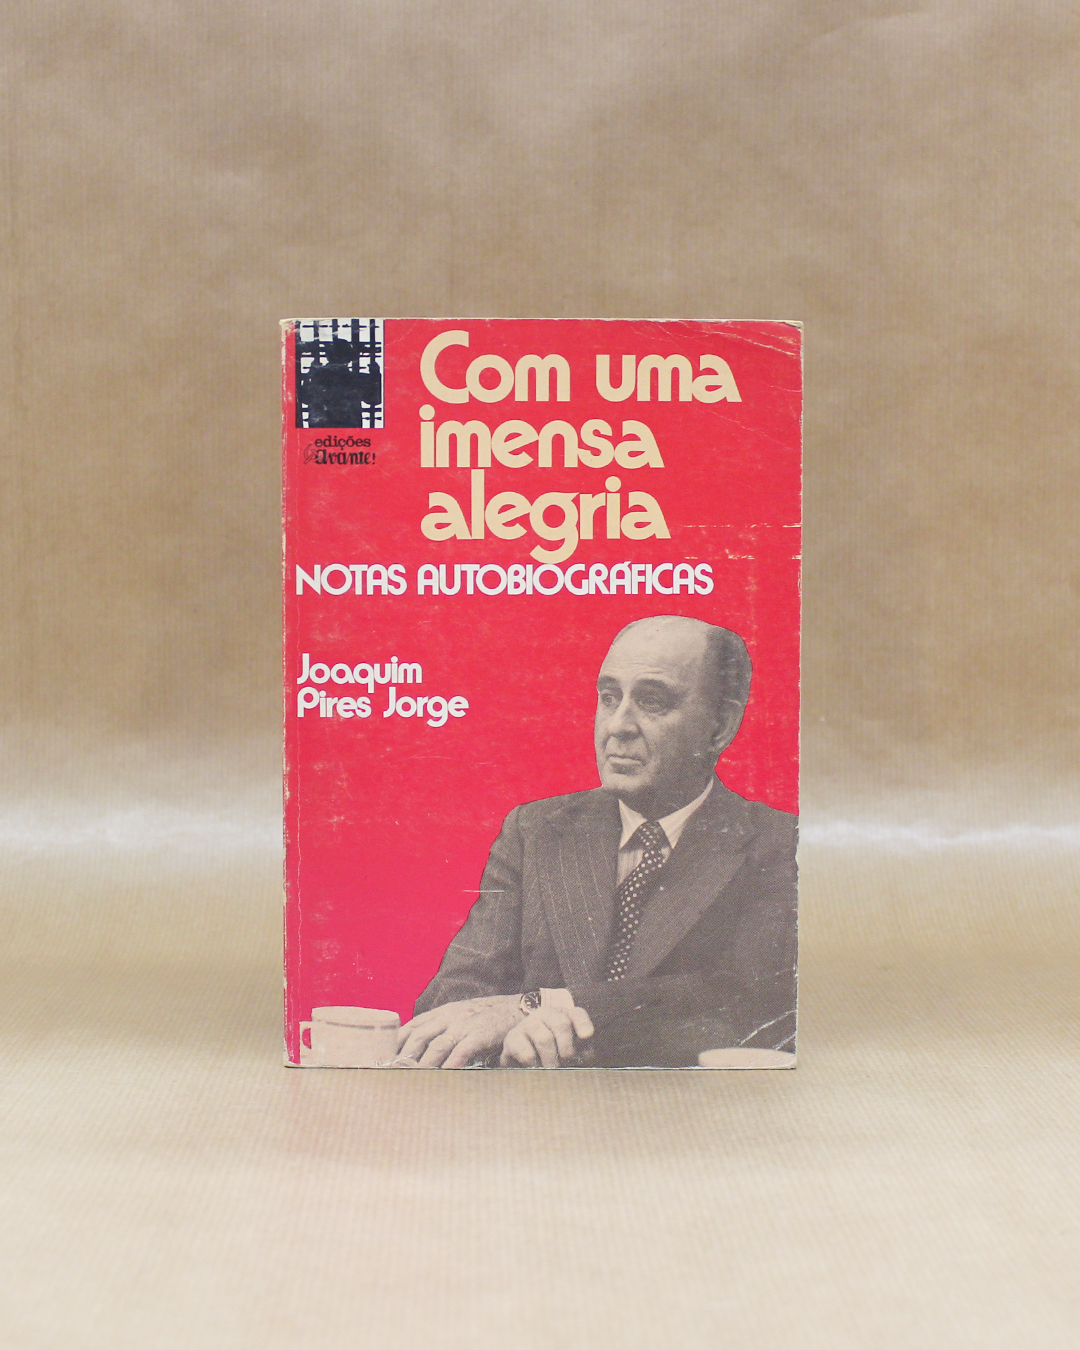 edições
avante!
Com uma
imensa
alegria
NOTAS AUTOBIOGRÁFICAS
Joaquim
Pires Jorge